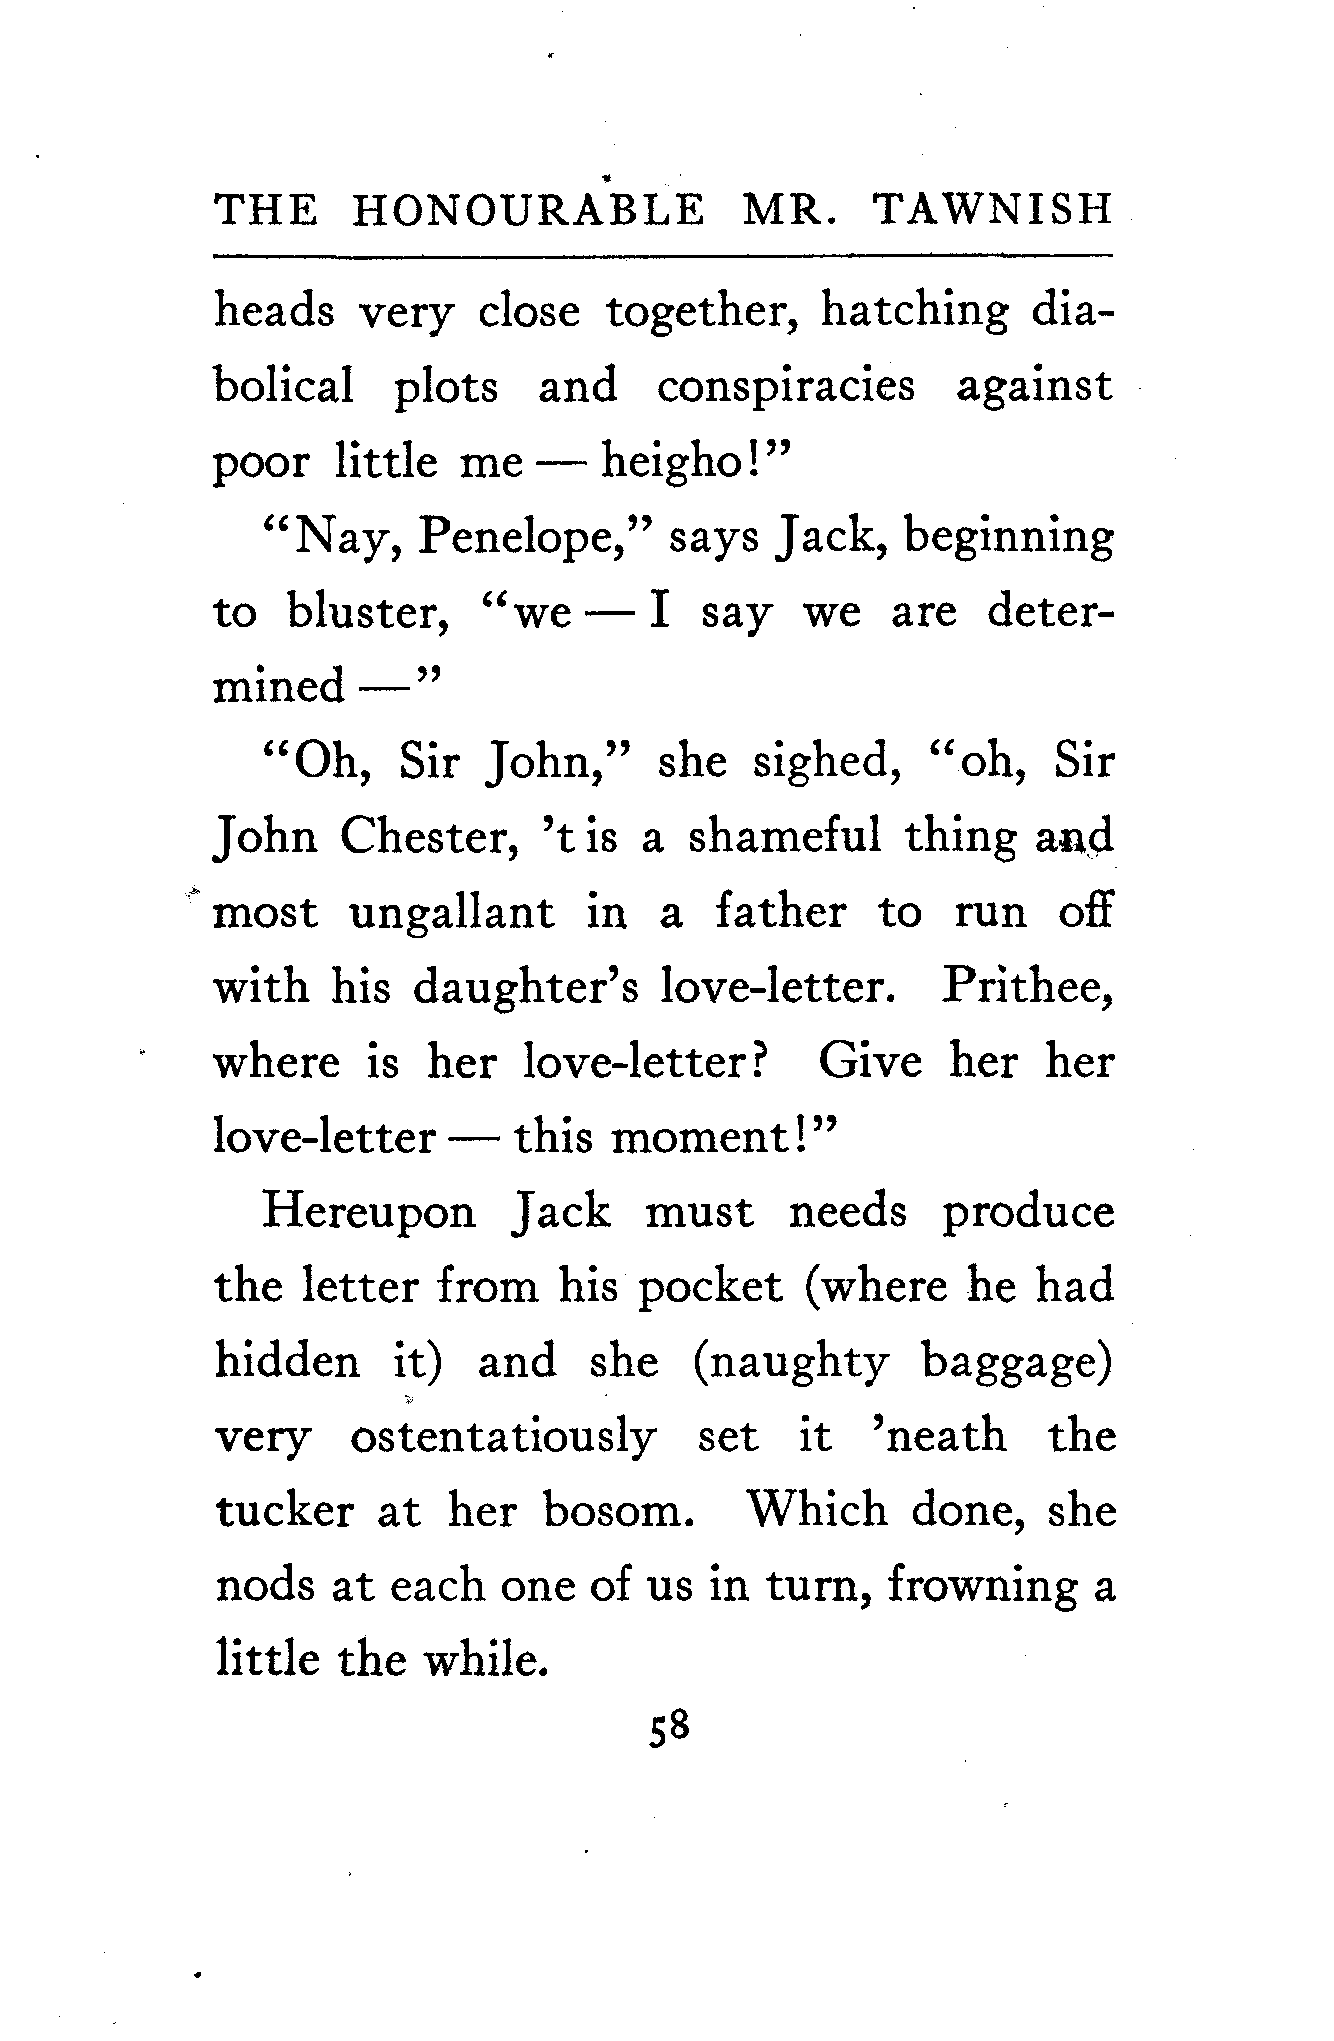 THE HONOURABLE MR. TAWNISH
heads very close together, hatching dia-
bolical plots and conspiracies against
poor little me — heigho!”
“Nay, Penelope,” says Jack, beginning
to bluster, “we — I say we are deter-
mined —”
“Oh, Sir John,” she sighed, “oh, Sir
John Chester, ’t is a shameful thing and
most ungallant in a father to run off
with his daughter’s love-letter. Prithee,
where is her love-letter? Give her her
love-letter — this moment!”
Hereupon Jack must needs produce
the letter from his pocket (where he had
hidden it) and she (naughty baggage)
very ostentatiously set it ’neath the
tucker at her bosom. Which done, she
nods at each one of us in turn, frowning a
little the while.
58